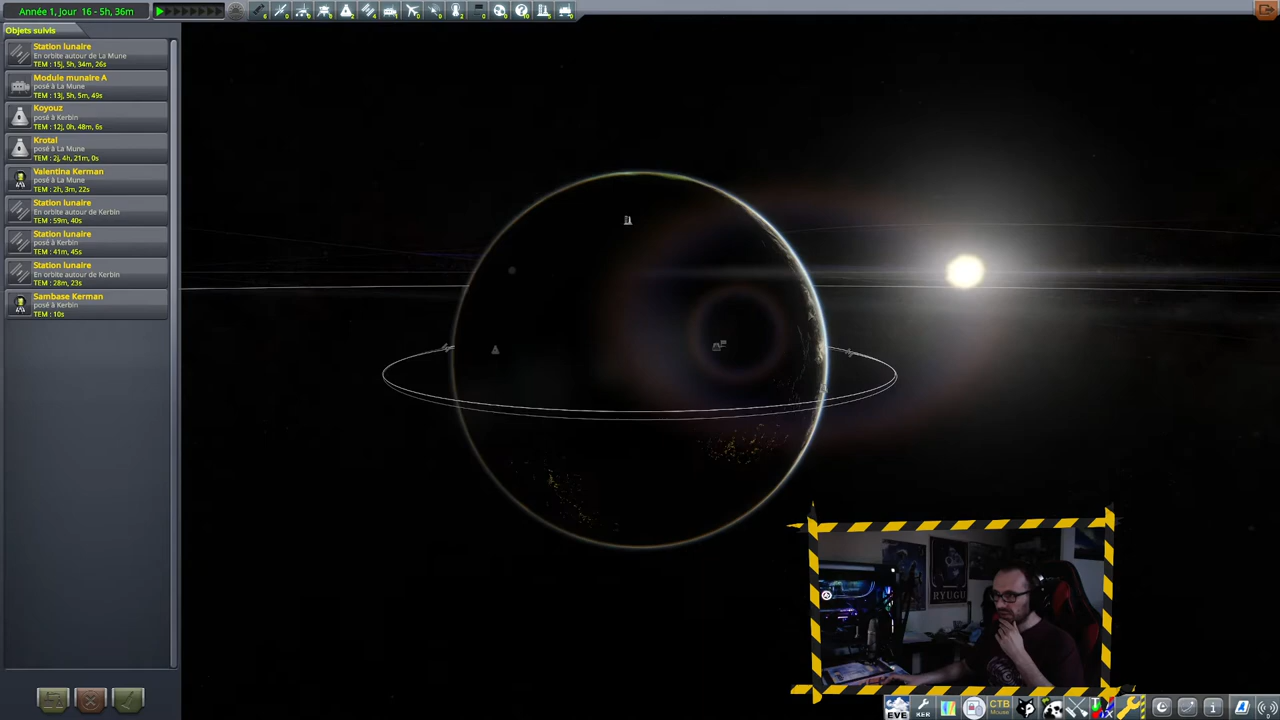 Année 1, Jour 16 - 5h, 36m
Objets suivis
Station lunaire
En orbite autour de La Mune
TEM : 15j, 5h, 34m, 26s
Module munaire A
posé à La Mune
TEM : 13j, 5h, 5m, 49s
Koyouz
posé à Kerbin
TEM : 12j, 0h, 48m, 6s
Krotal
posé à La Mune
TEM : 2j, 4h, 21m, 0s
Valentina Kerman
posé à La Mune
TEM : 2h, 3m, 22s
Station lunaire
En orbite autour de Kerbin
TEM : 59m, 40s
Station lunaire
posé à Kerbin
TEM : 41m, 45s
Station lunaire
En orbite autour de Kerbin
TEM : 28m, 23s
Sambase Kerman
posé à Kerbin
TEM : 10s
RYUGU
EVE
KER
CTB
Mouse